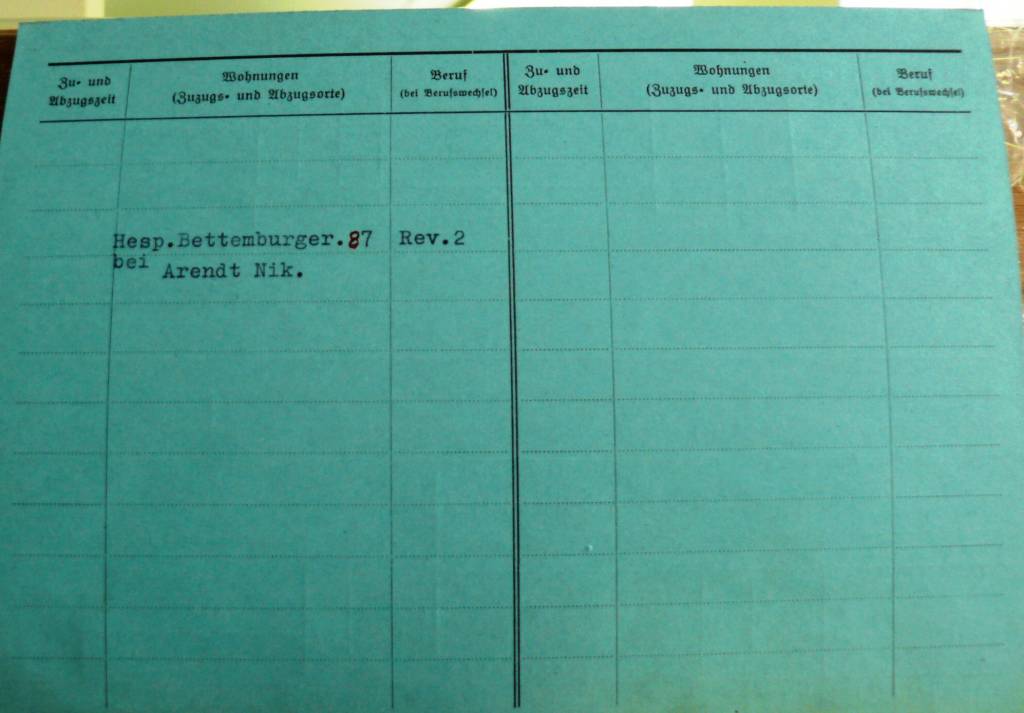 Zu- und
Abzugszeit
Wohnungen
(Zuzugs- und Abzugsorte)
Beruf
(bei Berufswechsel)
Zu- und
Abzugszeit
Wohnungen
(Zuzugs- und Abzugsorte)
Beruf
(bei Berufswechsel)
Hesp.Bettemburger.87 Rev.2
bei Arendt Nik.